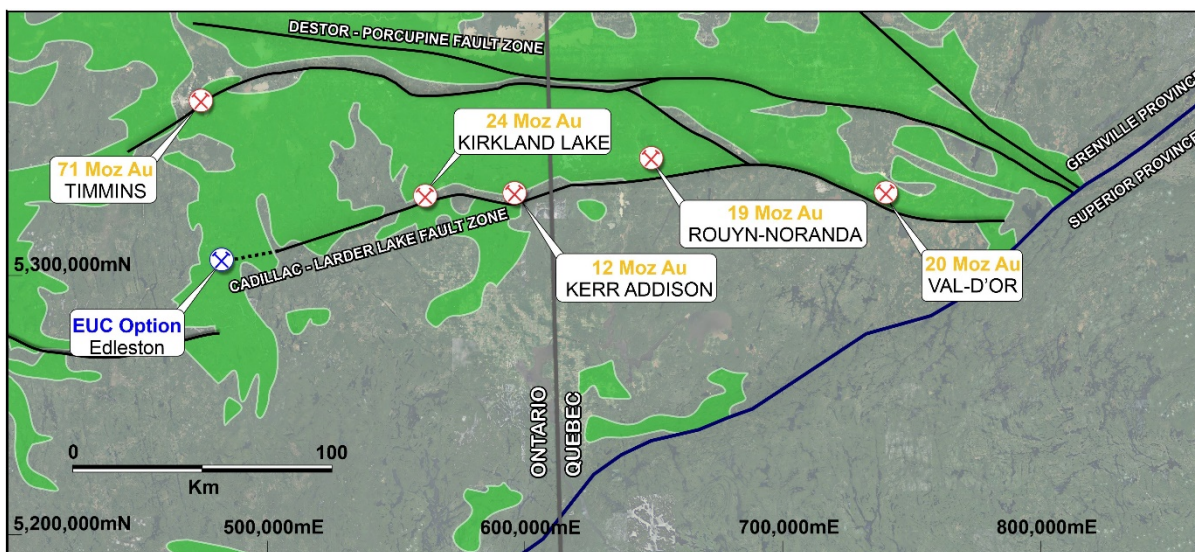 DESTOR - PORCUPINE FAULT ZONE
GRENVILLE PROVINCE
SUPERIOR PROVINCE
71 Moz Au
TIMMINS
24 Moz Au
KIRKLAND LAKE
19 Moz Au
ROUYN-NORANDA
20 Moz Au
VAL-D'OR
12 Moz Au
KERR ADDISON
CADILLAC - LARDER LAKE FAULT ZONE
5,300,000mN
EUC Option
Edleston
ONTARIO
QUEBEC
0 100
Km
5,200,000mN
500,000mE 600,000mE 700,000mE 800,000mE